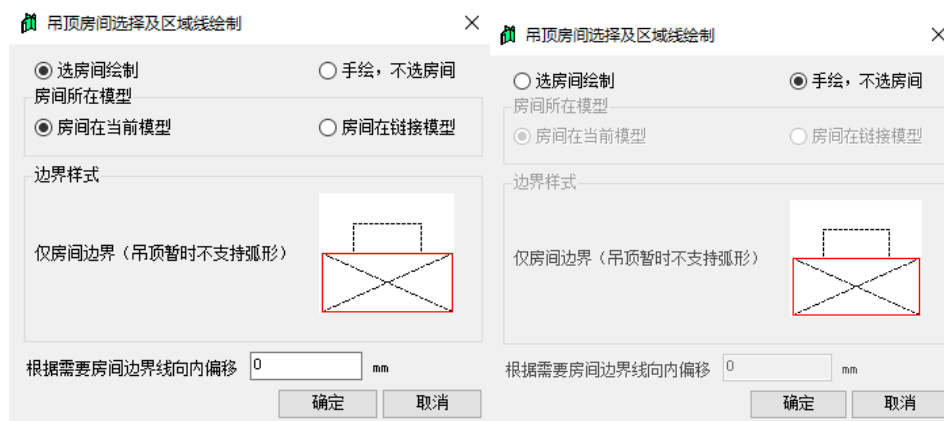 吊顶房间选择及区域线绘制
选房间绘制 手绘，不选房间
房间所在模型
房间在当前模型 房间在链接模型
边界样式
仅房间边界（吊顶暂时不支持弧形）
根据需要房间边界线向内偏移 0 mm
确定 取消
吊顶房间选择及区域线绘制
选房间绘制 手绘，不选房间
房间所在模型
房间在当前模型 房间在链接模型
边界样式
仅房间边界（吊顶暂时不支持弧形）
根据需要房间边界线向内偏移 0 mm
确定 取消